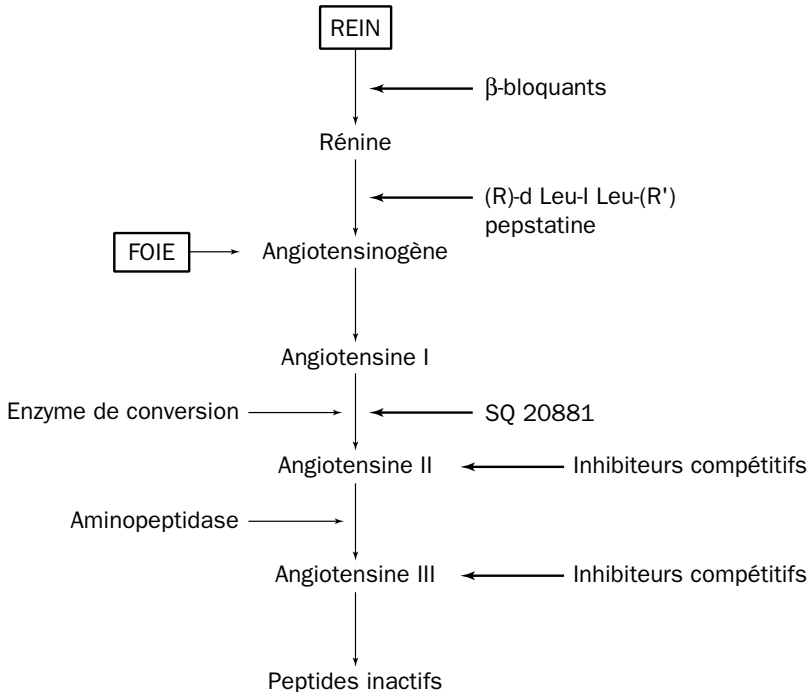 REIN
β-bloquants
Rénine
(R)-d Leu-l Leu-(R')
pepstatine
FOIE
Angiotensinogène
Angiotensine I
Enzyme de conversion
SQ 20881
Angiotensine II
Inhibiteurs compétitifs
Aminopeptidase
Angiotensine III
Inhibiteurs compétitifs
Peptides inactifs